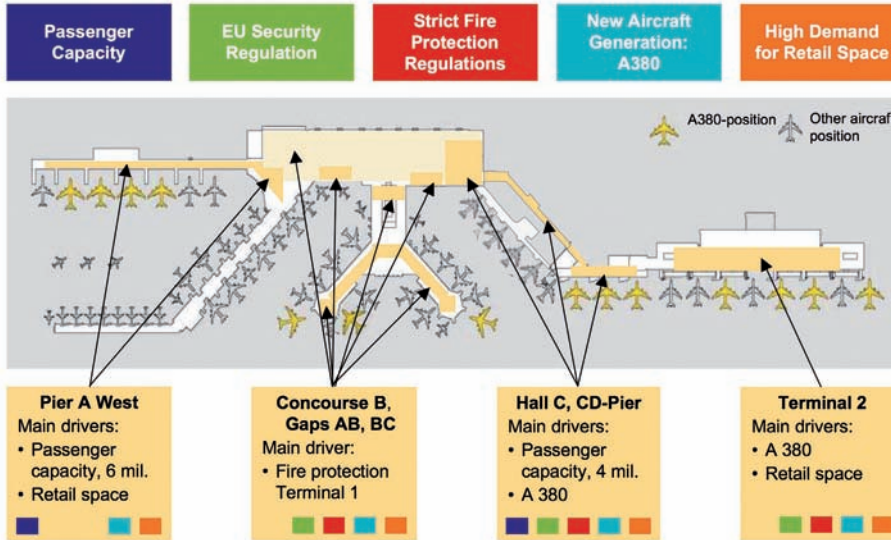 Passenger
Capacity
EU Security
Regulation
Strict Fire
Protection
Regulations
New Aircraft
Generation:
A380
High Demand
for Retail Space
A380-position
Other aircraft
position
Pier A West
Main drivers:
• Passenger
capacity, 6 mil.
• Retail space
Concourse B,
Gaps AB, BC
Main driver:
• Fire protection
Terminal 1
Hall C, CD-Pier
Main drivers:
• Passenger
capacity, 4 mil.
• A 380
Terminal 2
Main drivers:
• A 380
• Retail space